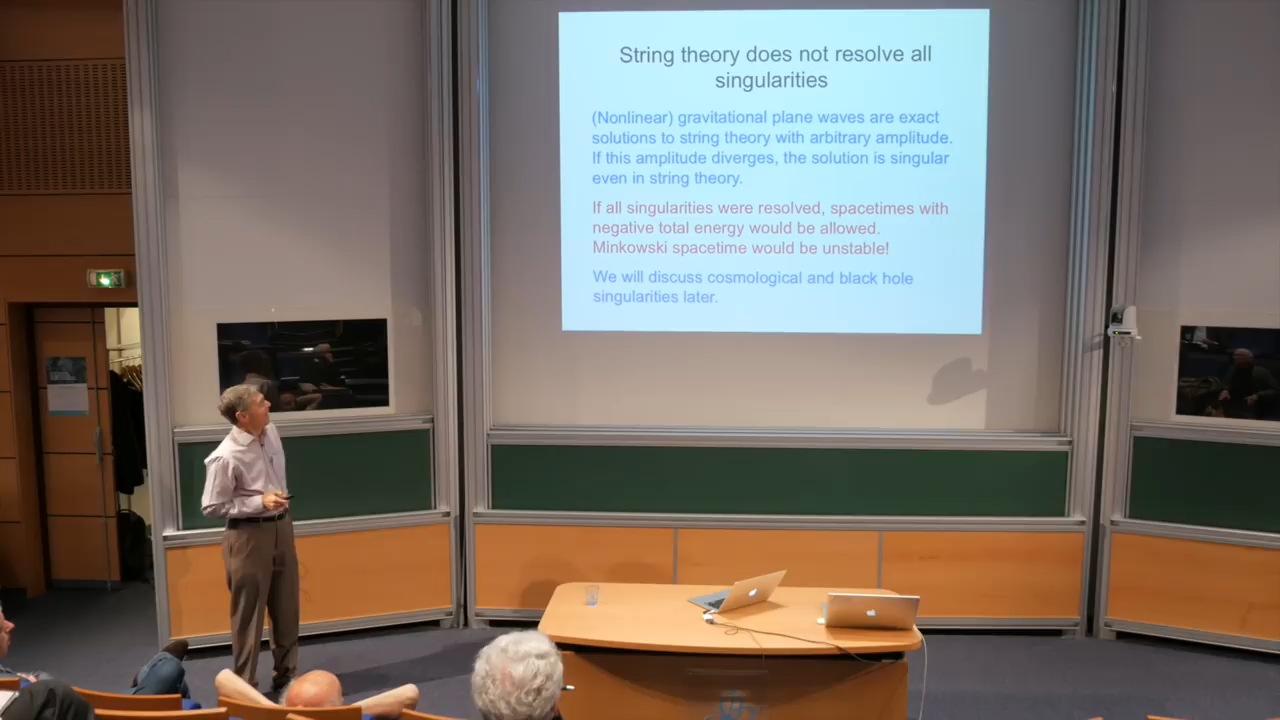 String theory does not resolve all
singularities
(Nonlinear) gravitational plane waves are exact
solutions to string theory with arbitrary amplitude.
If this amplitude diverges, the solution is singular
even in string theory.
If all singularities were resolved, spacetimes with
negative total energy would be allowed.
Minkowski spacetime would be unstable!
We will discuss cosmological and black hole
singularities later.